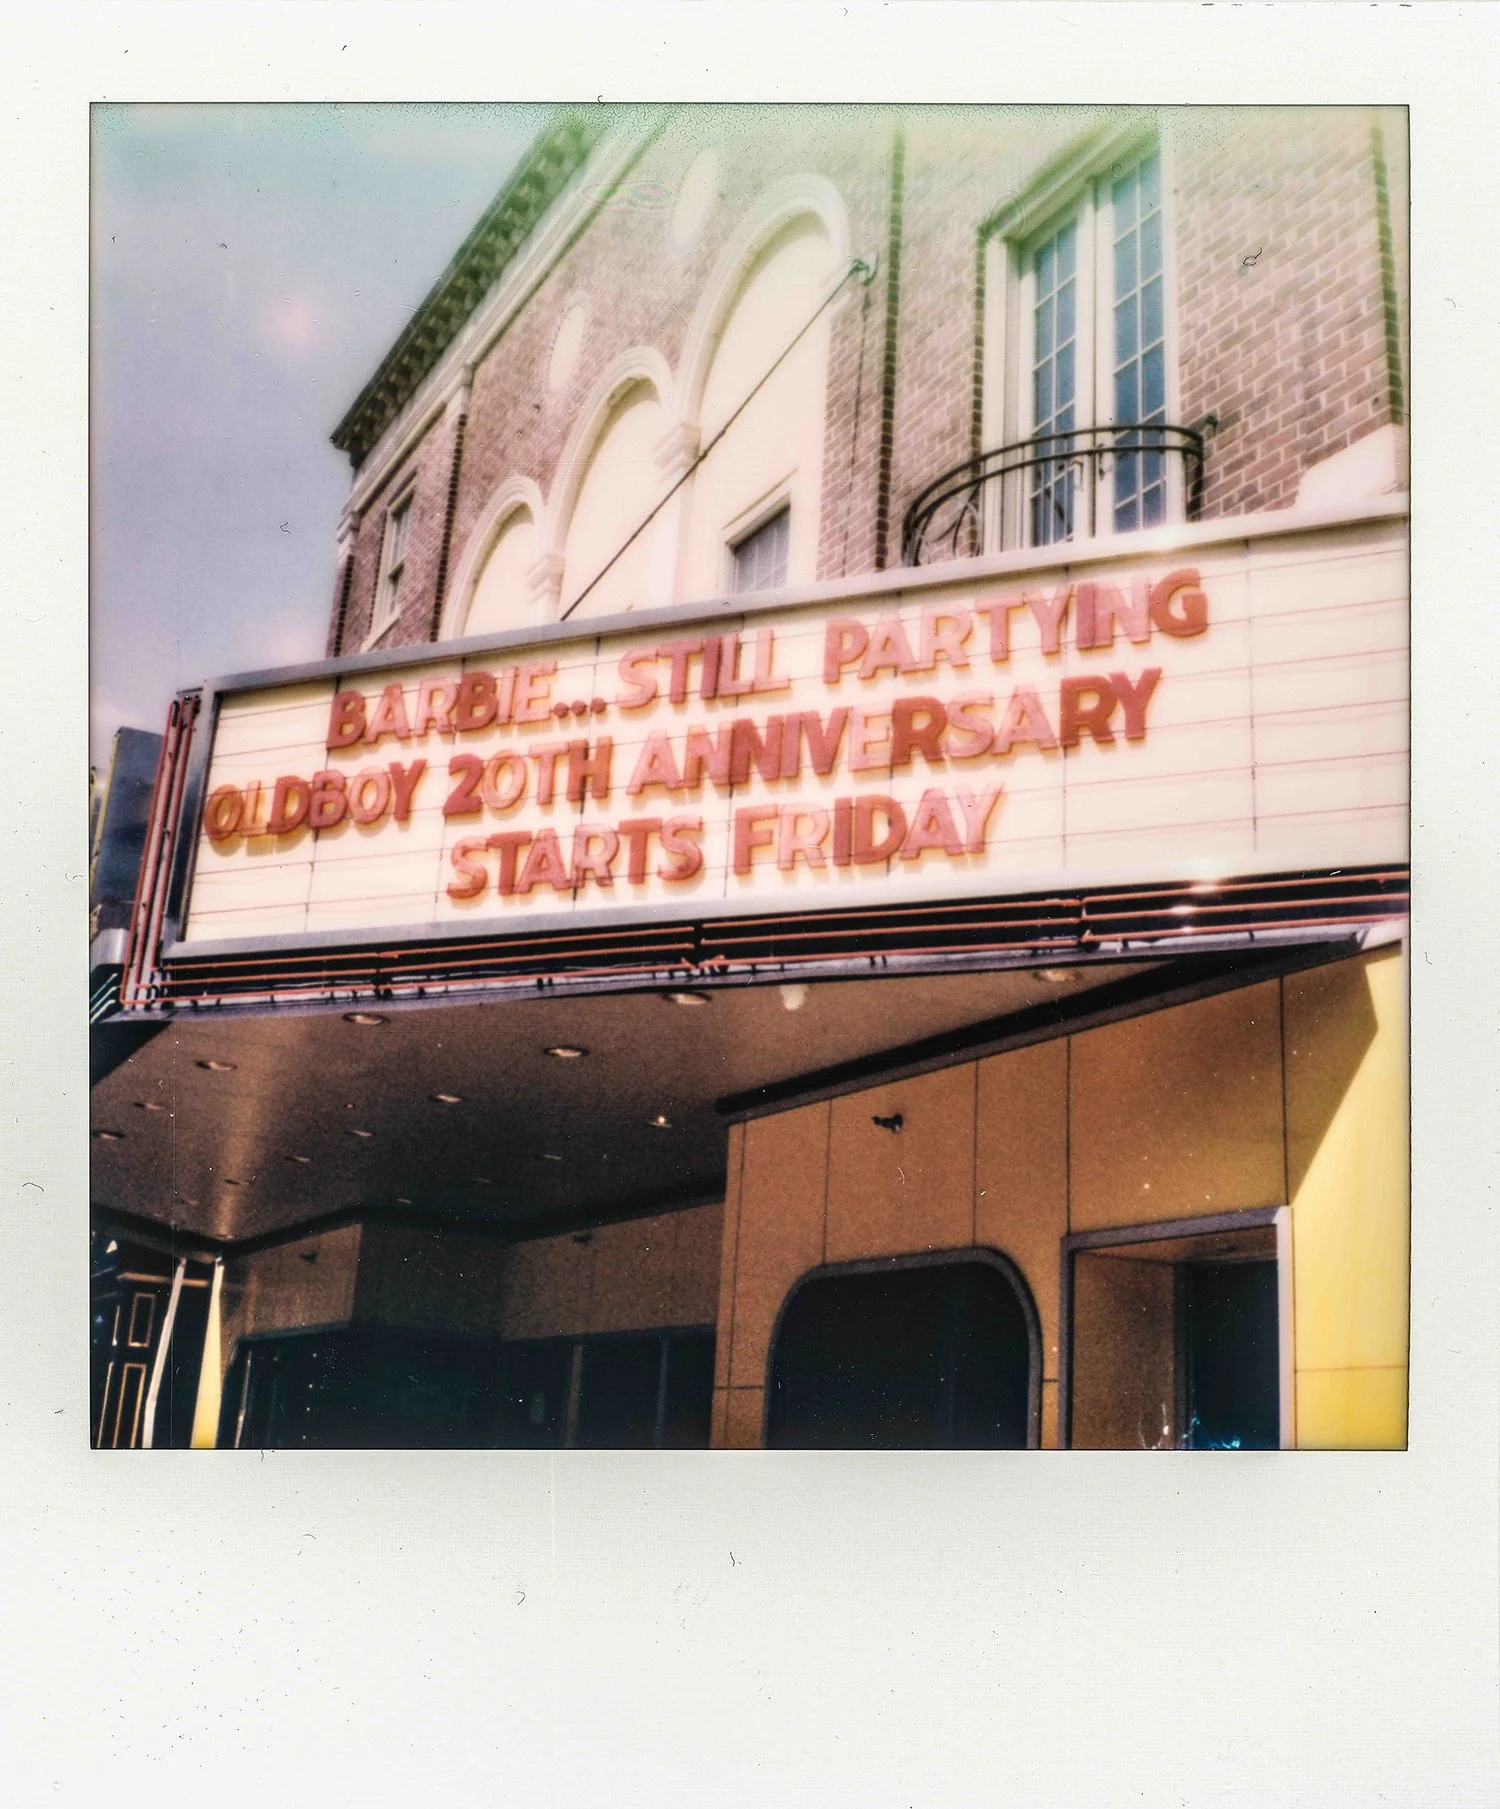 BARBIE...STILL PARTYING
OLDBOY 20TH ANNIVERSARY
STARTS FRIDAY